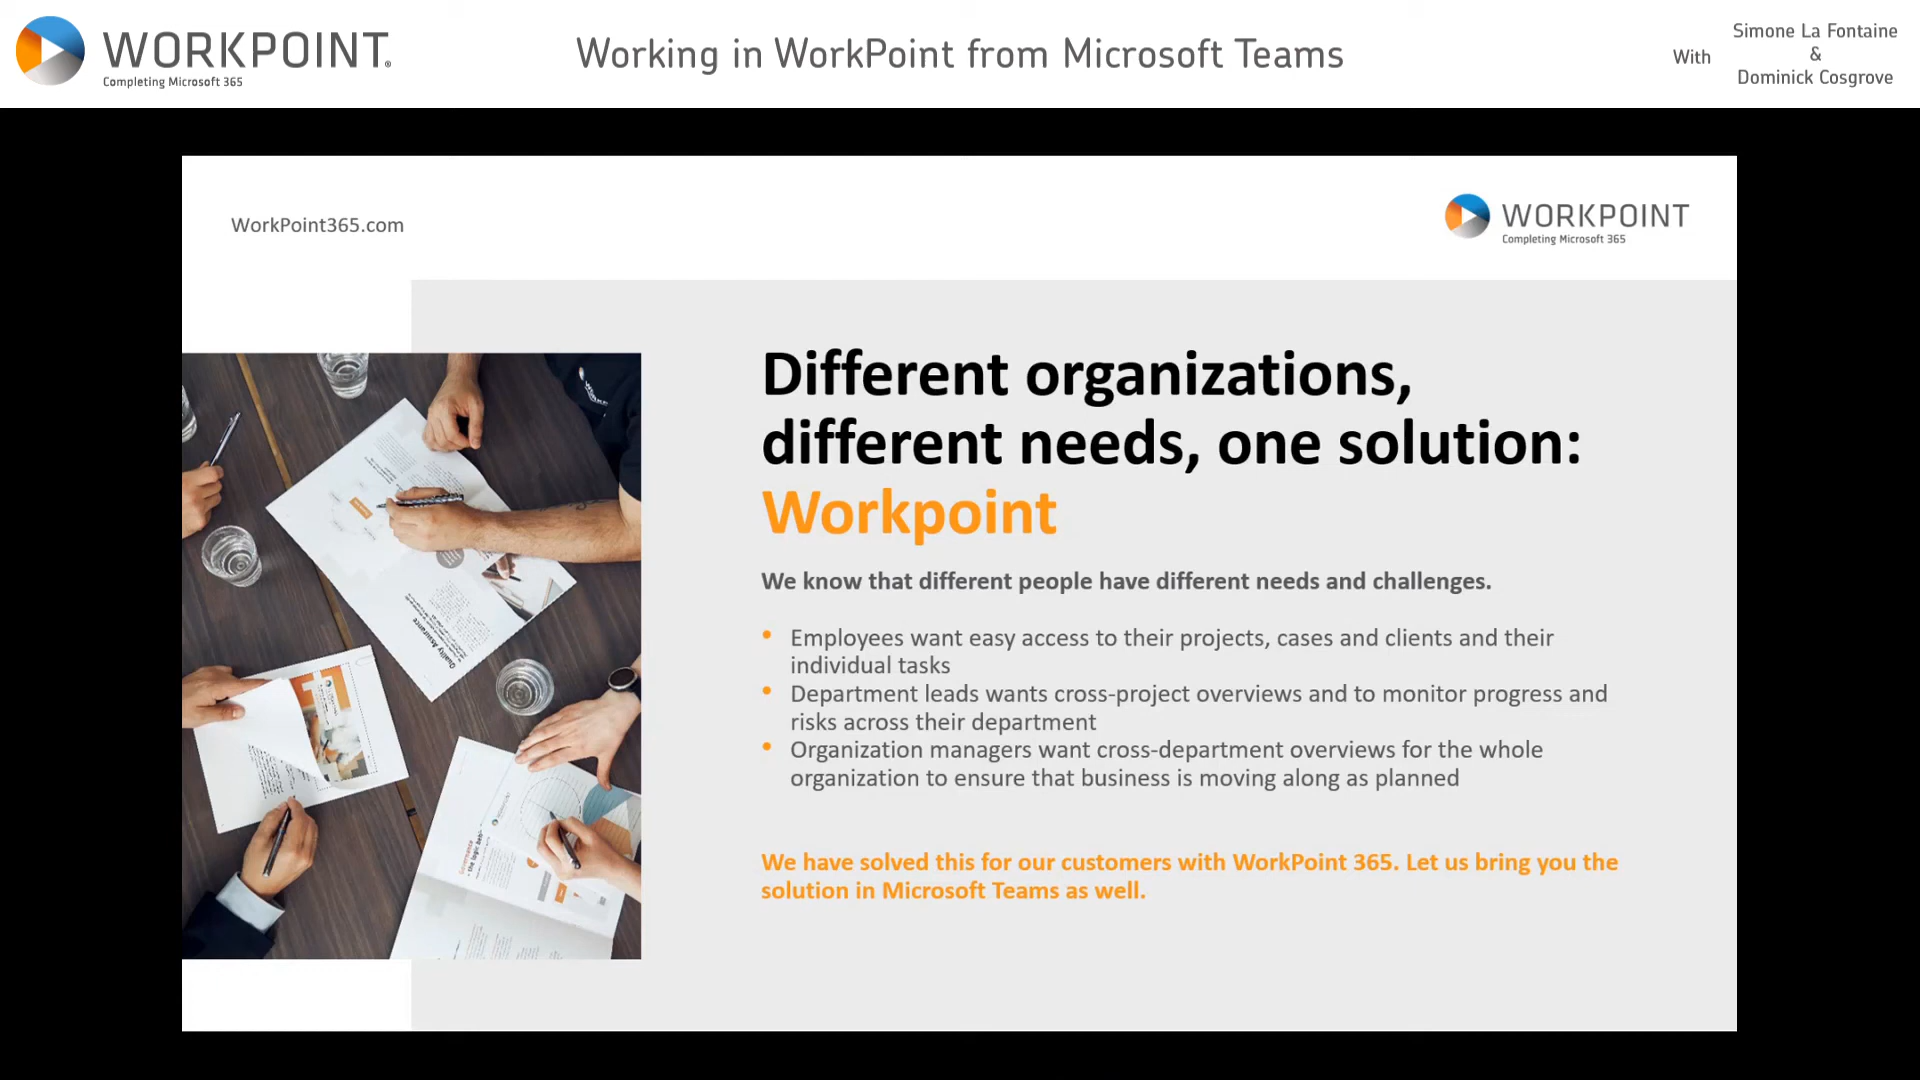 WORKPOINT®
Completing Microsoft 365
Working in WorkPoint from Microsoft Teams
With
Simone La Fontaine
&
Dominick Cosgrove
WorkPoint365.com
WORKPOINT
Completing Microsoft 365
Different organizations,
different needs, one solution:
Workpoint
We know that different people have different needs and challenges.
• Employees want easy access to their projects, cases and clients and their
individual tasks
• Department leads wants cross-project overviews and to monitor progress and
risks across their department
• Organization managers want cross-department overviews for the whole
organization to ensure that business is moving along as planned
We have solved this for our customers with WorkPoint 365. Let us bring you the
solution in Microsoft Teams as well.
Quality Assurance